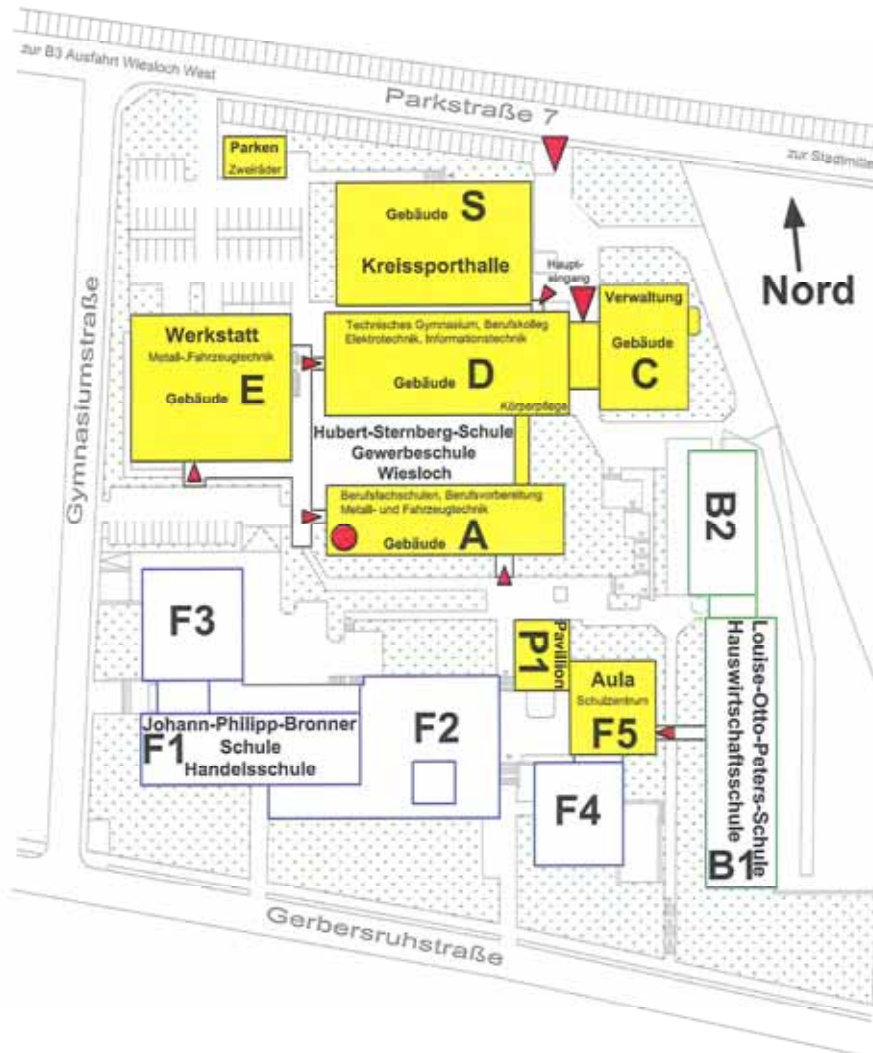 zur B3 Ausfahrt Wiesloch West
Parkstraße 7
zur Stadtmitte
Parken
Zweiräder
Gebäude S
Kreissporthalle
Haupt-
eingang
Nord
Gymnasiumstraße
Werkstatt
Metall-,Fahrzeugtechnik
Gebäude E
Technisches Gymnasium, Berufskolleg
Elektrotechnik, Informationstechnik
Gebäude D
Körperpflege
Verwaltung
Gebäude
C
Hubert-Sternberg-Schule
Gewerbeschule
Wiesloch
Berufsfachschulen, Berufsvorbereitung
Metall- und Fahrzeugtechnik
Gebäude A
B2
F3
P1
Pavillion
Aula
Schulzentrum
F5
Louise-Otto-Peters-Schule
Hauswirtschaftsschule
B1
Johann-Philipp-Bronner
F1 Schule
Handelsschule
F2
F4
Gerbersruhstraße